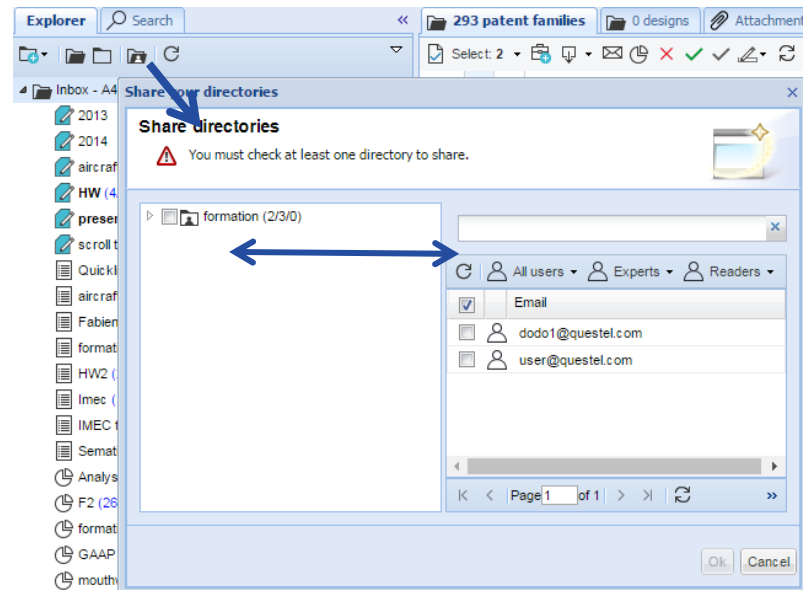 Explorer Search « 293 patent families 0 designs Attachment
Select: 2
Inbox - A4
2013
2014
aircraf
HW (4
presen
scroll t
Quickl
aircraf
Fabien
format
HW2 (
Imec (
IMEC f
Semat
Analys
F2 (26
format
GAAP
mouthw
Share your directories
Share directories
You must check at least one directory to share.
formation (2/3/0)
All users Experts Readers
Email
dodo1@questel.com
user@questel.com
Page 1 of 1 »
Ok Cancel